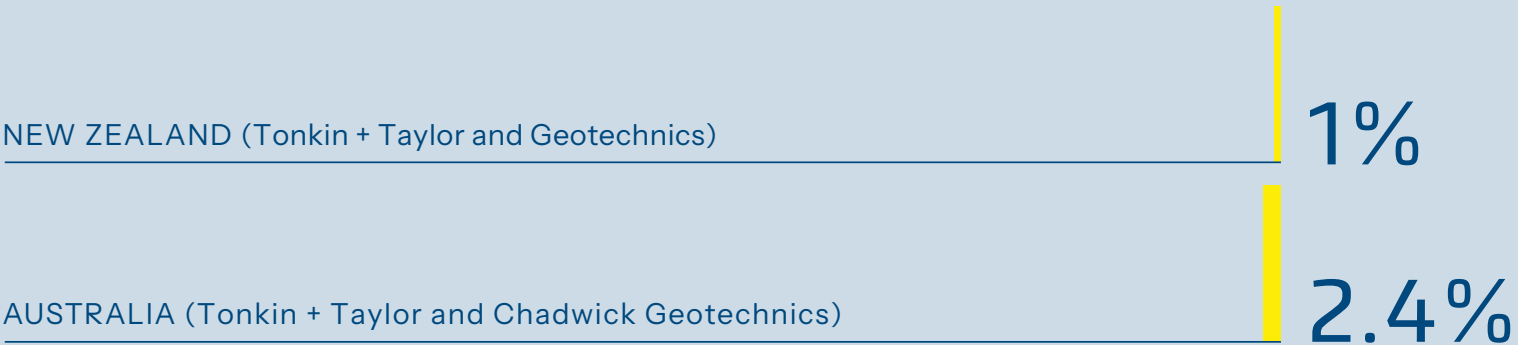 NEW ZEALAND (Tonkin + Taylor and Geotechnics)
1%
AUSTRALIA (Tonkin + Taylor and Chadwick Geotechnics)
2.4%